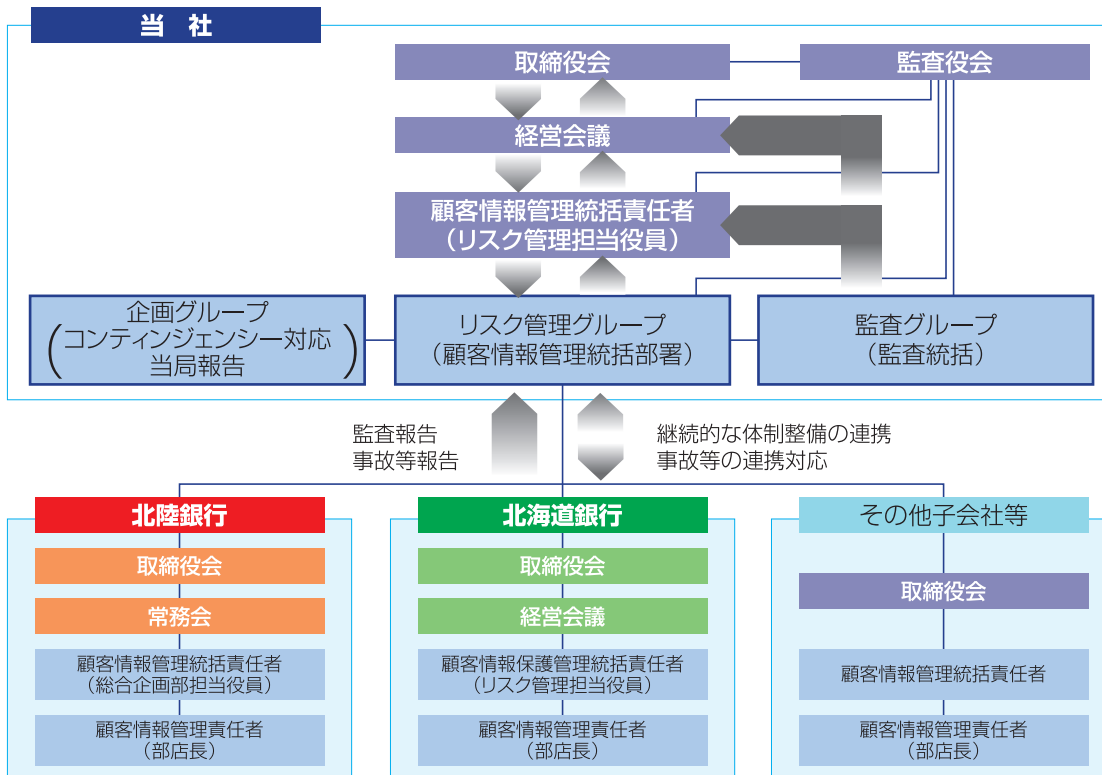 当 社
取締役会
監査役会
経営会議
顧客情報管理統括責任者
（リスク管理担当役員）
企画グループ
（コンティンジェンシー対応）
当局報告
リスク管理グループ
（顧客情報管理統括部署）
監査グループ
（監査統括）
監査報告
事故等報告
継続的な体制整備の連携
事故等の連携対応
北陸銀行
取締役会
常務会
顧客情報管理統括責任者
（総合企画部担当役員）
顧客情報管理責任者
（部店長）
北海道銀行
取締役会
経営会議
顧客情報保護管理統括責任者
（リスク管理担当役員）
顧客情報管理責任者
（部店長）
その他子会社等
取締役会
顧客情報管理統括責任者
顧客情報管理責任者
（部店長）